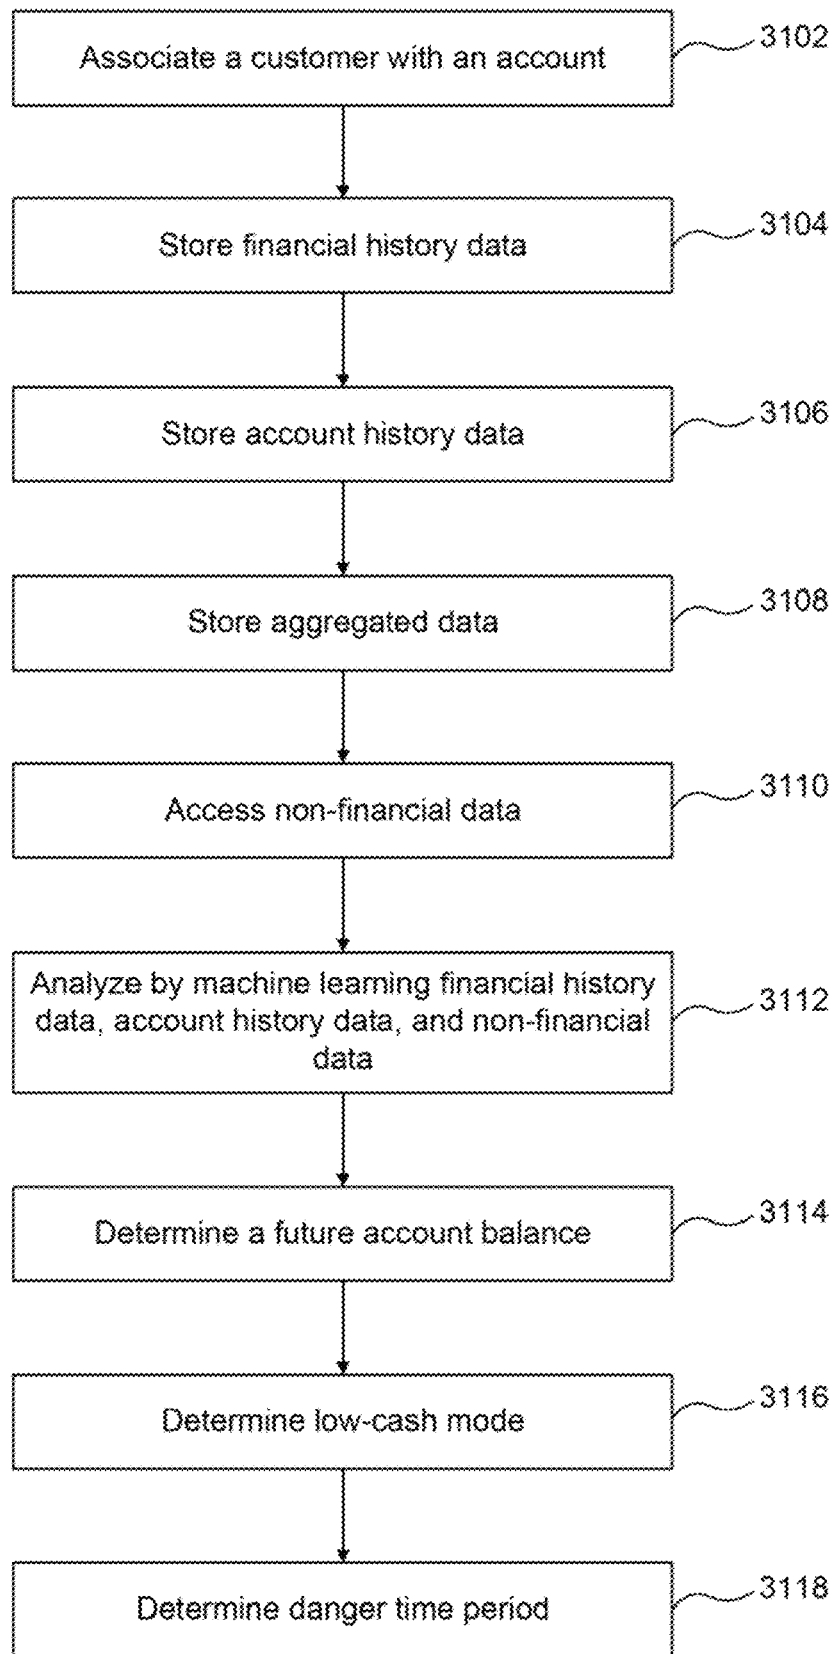 Associate a customer with an account
3102
Store financial history data
3104
Store account history data
3106
Store aggregated data
3108
Access non-financial data
3110
Analyze by machine learning financial history
data, account history data, and non-financial
data
3112
Determine a future account balance
3114
Determine low-cash mode
3116
Determine danger time period
3118